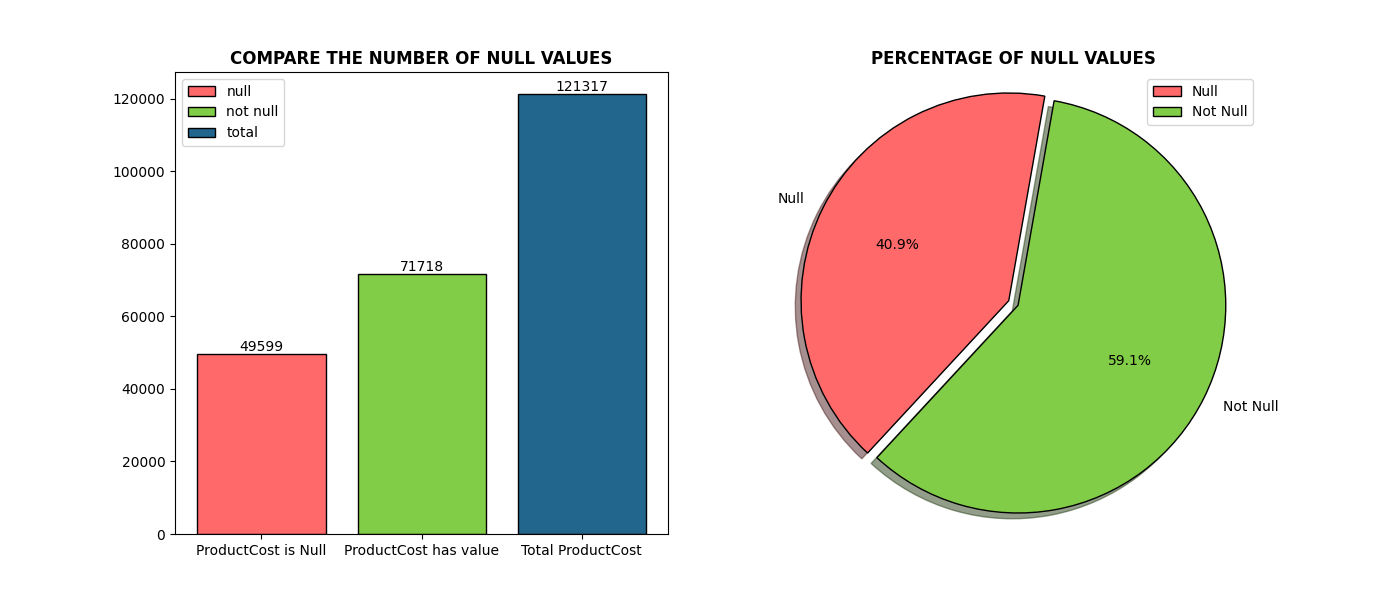 COMPARE THE NUMBER OF NULL VALUES
null
not null
total
120000
100000
80000
60000
40000
20000
0
49599
71718
121317
ProductCost is Null
ProductCost has value
Total ProductCost
PERCENTAGE OF NULL VALUES
Null
Not Null
Null
40.9%
59.1%
Not Null